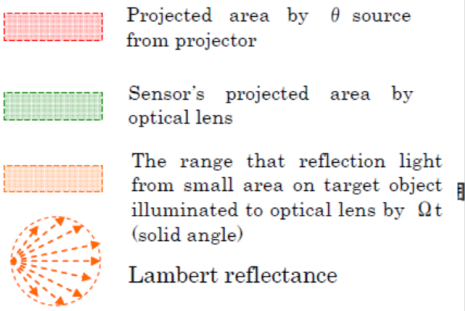 Projected area by θ source
from projector
Sensor's projected area by
optical lens
The range that reflection light
from small area on target object
illuminated to optical lens by Ωt
(solid angle)
Lambert reflectance